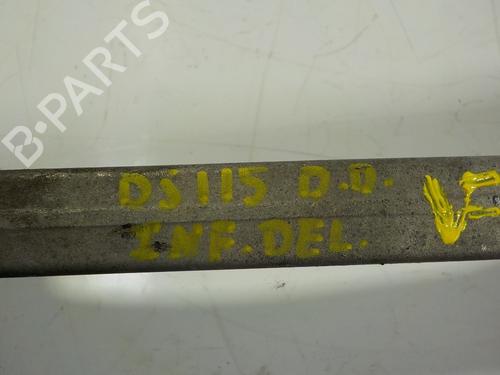 B-PARTS
DS115 D.D.
INF. DEL.